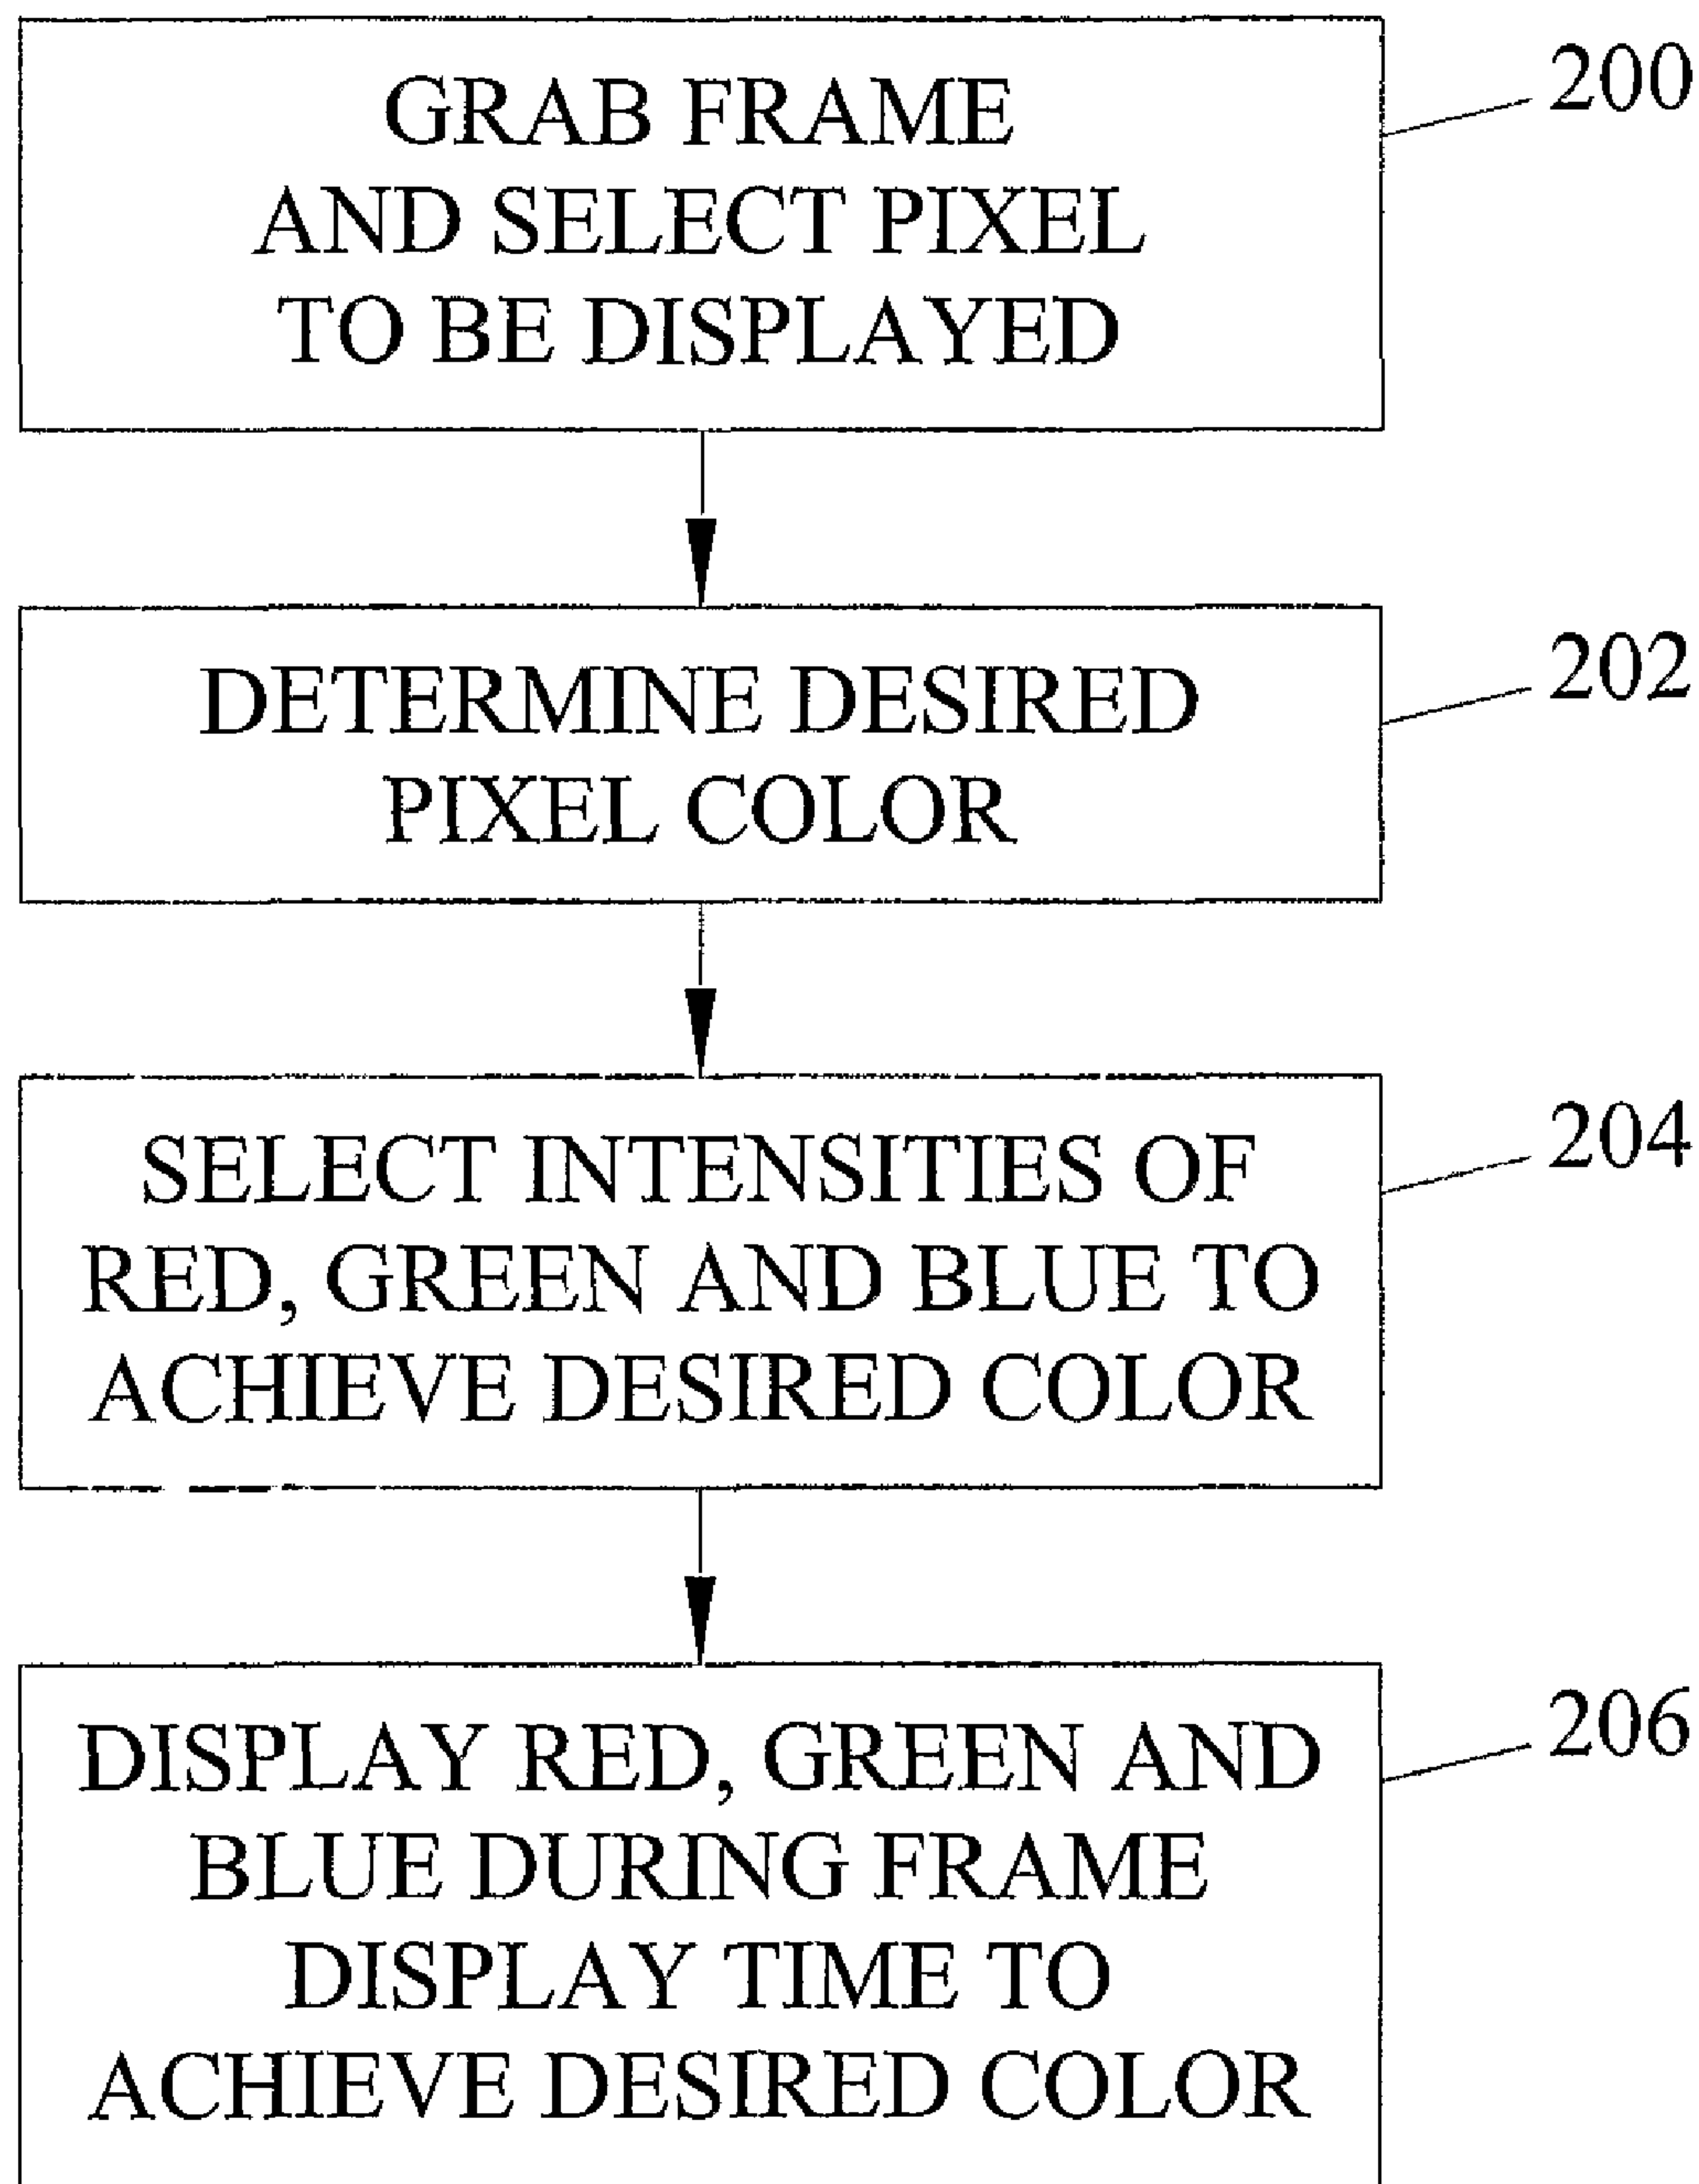 GRAB FRAME
AND SELECT PIXEL
TO BE DISPLAYED
200
DETERMINE DESIRED
PIXEL COLOR
202
SELECT INTENSITIES OF
RED, GREEN AND BLUE TO
ACHIEVE DESIRED COLOR
204
DISPLAY RED, GREEN AND
BLUE DURING FRAME
DISPLAY TIME TO
ACHIEVE DESIRED COLOR
206